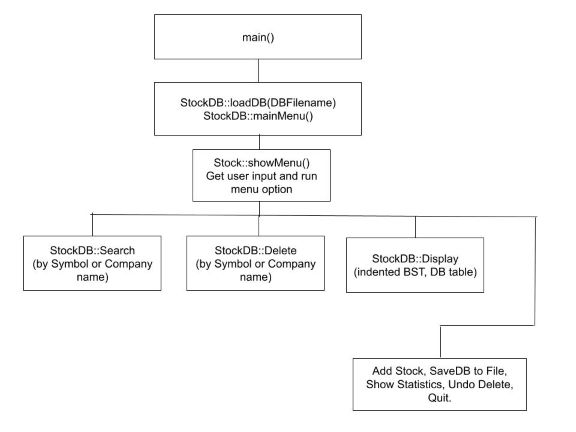 main()
StockDB::loadDB(DBFilename)
StockDB::mainMenu()
Stock::showMenu()
Get user input and run
menu option
StockDB::Search
(by Symbol or Company
name)
StockDB::Delete
(by Symbol or Company
name)
StockDB::Display
(indented BST, DB table)
Add Stock, SaveDB to File,
Show Statistics, Undo Delete,
Quit.